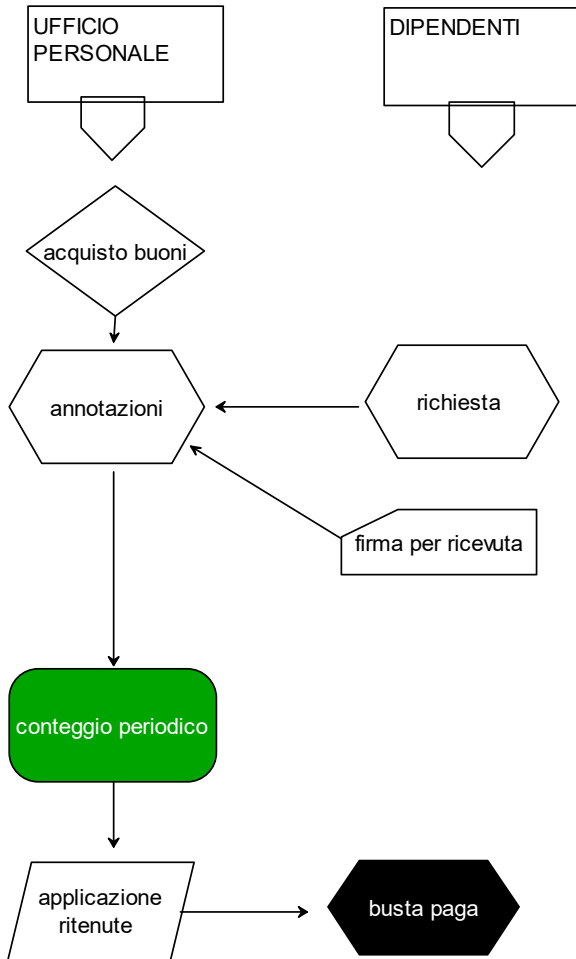 UFFICIO
PERSONALE
DIPENDENTI
acquisto buoni
annotazioni
richiesta
firma per ricevuta
conteggio periodico
applicazione
ritenute
busta paga